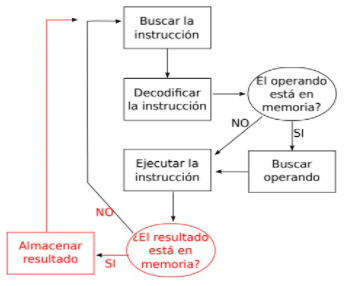 Buscar la
instrucción
Decodificar
la instrucción
El operando
está en
memoria?
NO
SI
Ejecutar la
instrucción
Buscar
operando
NO
¿El resultado
está en
memoria?
SI
Almacenar
resultado